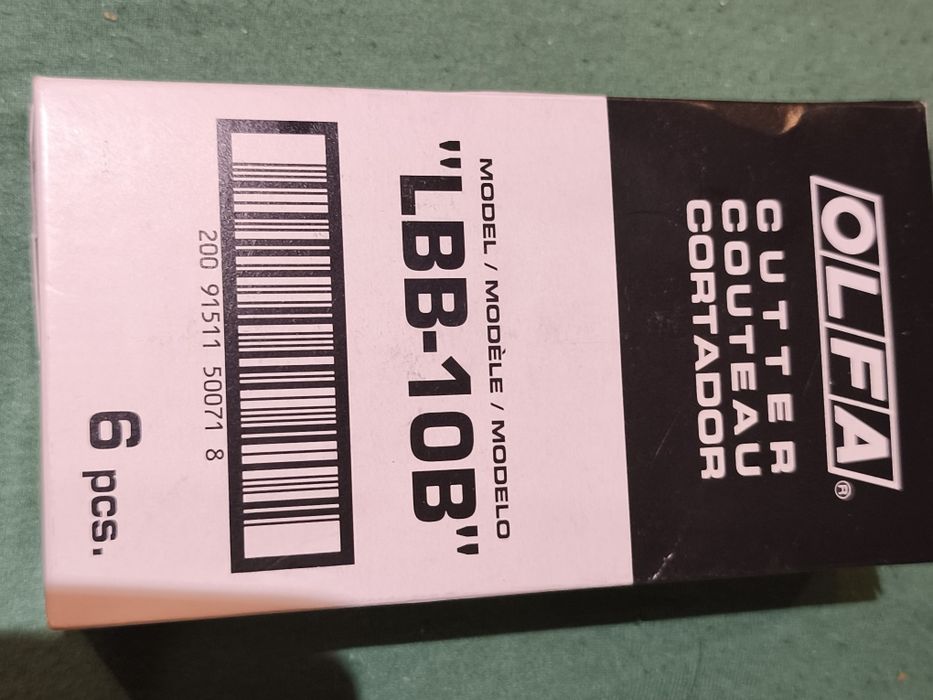 OLFA®
CUTTER
COUTEAU
CORTADOR
MODEL / MODÈLE / MODELO
"LBB-10B"
200 91511 50071 8
6 pcs.